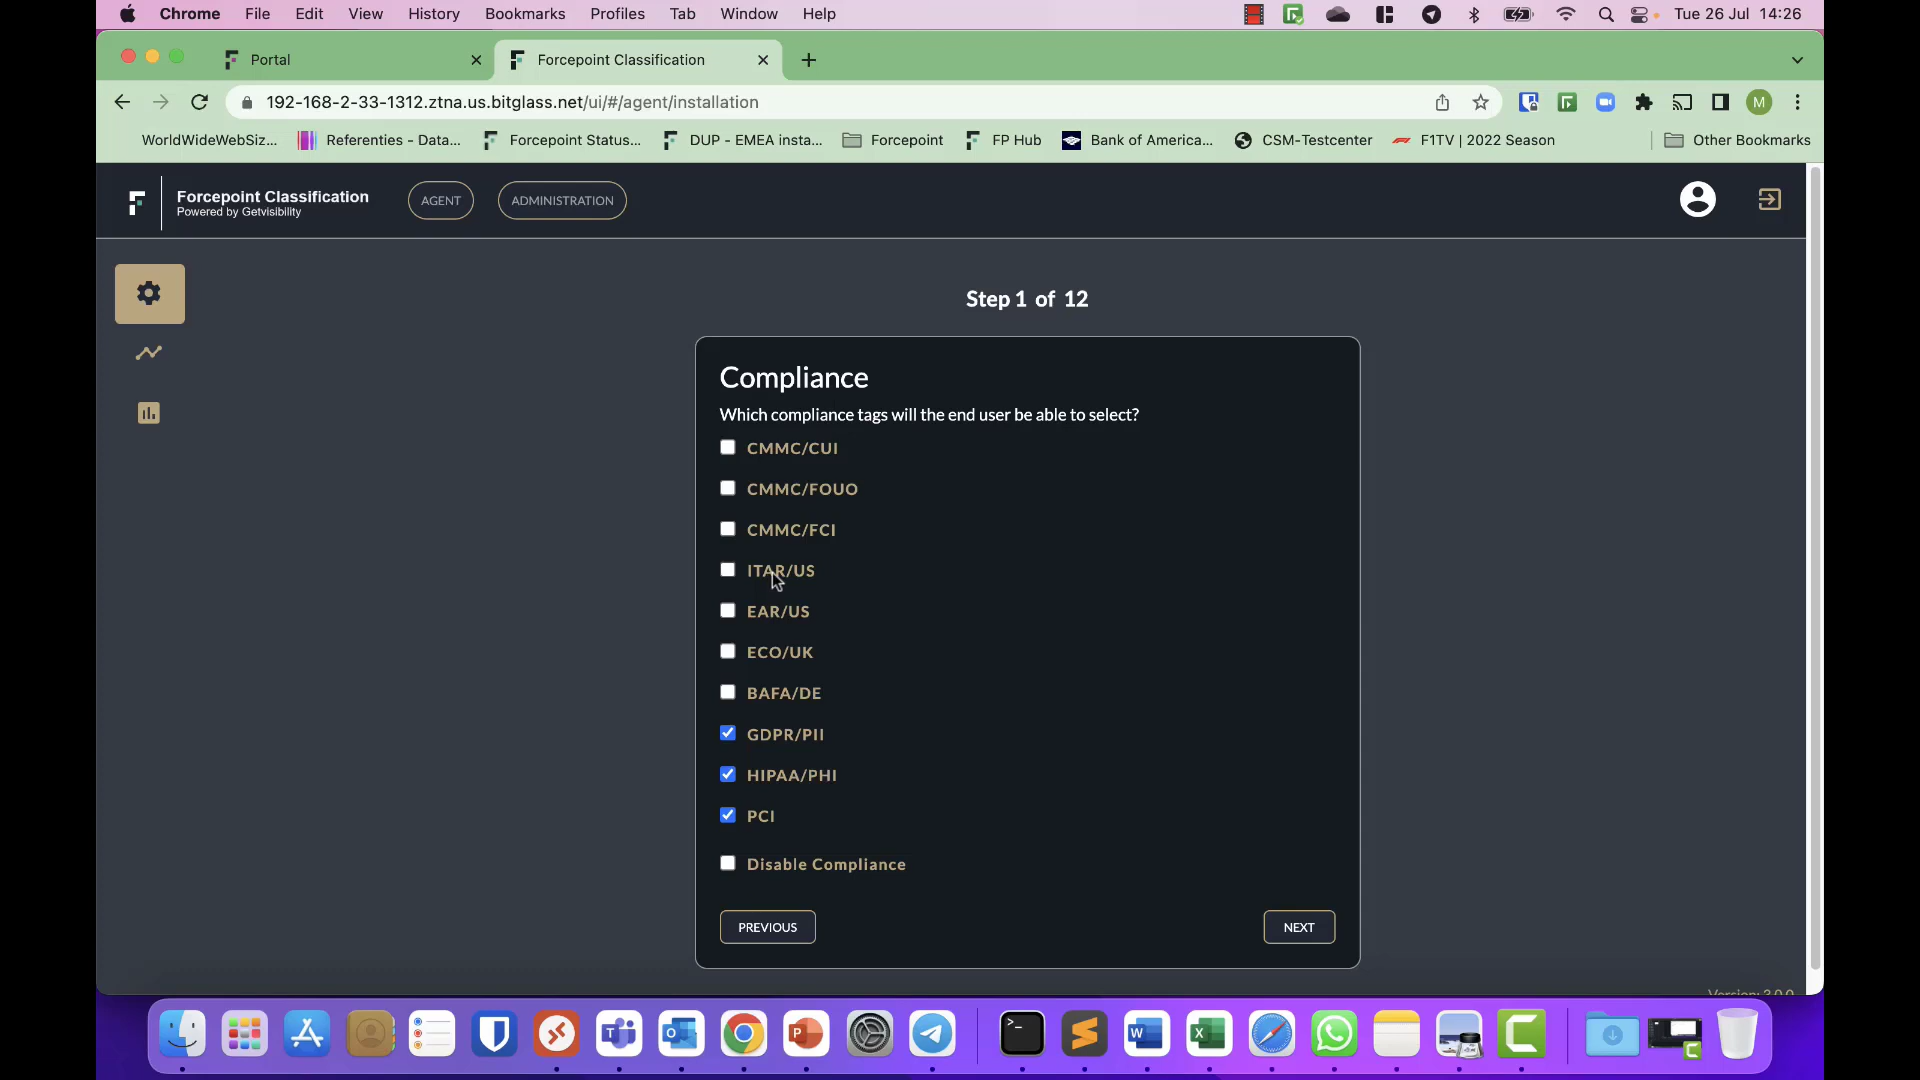 Chrome File Edit View History Bookmarks Profiles Tab Window Help Tue 26 Jul 14:26
Portal Forcepoint Classification
192-168-2-33-1312.ztna.us.bitglass.net/ui/#/agent/installation M
WorldWideWebSiz... Referenties - Data... Forcepoint Status... DUP - EMEA insta... Forcepoint FP Hub Bank of America... CSM-Testcenter F1TV | 2022 Season Other Bookmarks
Forcepoint Classification
Powered by Getvisibility
AGENT ADMINISTRATION
Step 1 of 12
Compliance
Which compliance tags will the end user be able to select?
CMMC/CUI
CMMC/FOUO
CMMC/FCI
ITAR/US
EAR/US
ECO/UK
BAFA/DE
GDPR/PII
HIPAA/PHI
PCI
Disable Compliance
PREVIOUS NEXT